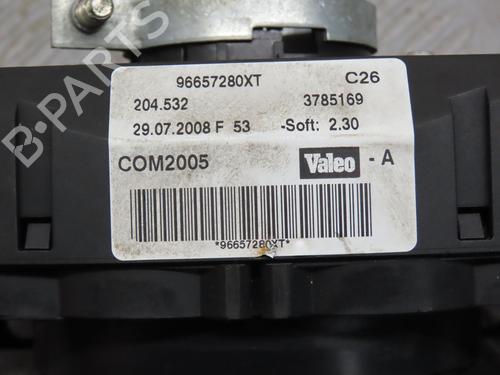 96657280XT C26
204.532 3785169
29.07.2008 F 53 -Soft: 2.30
COM2005 Valeo - A
*96657280XT*
B-Parts